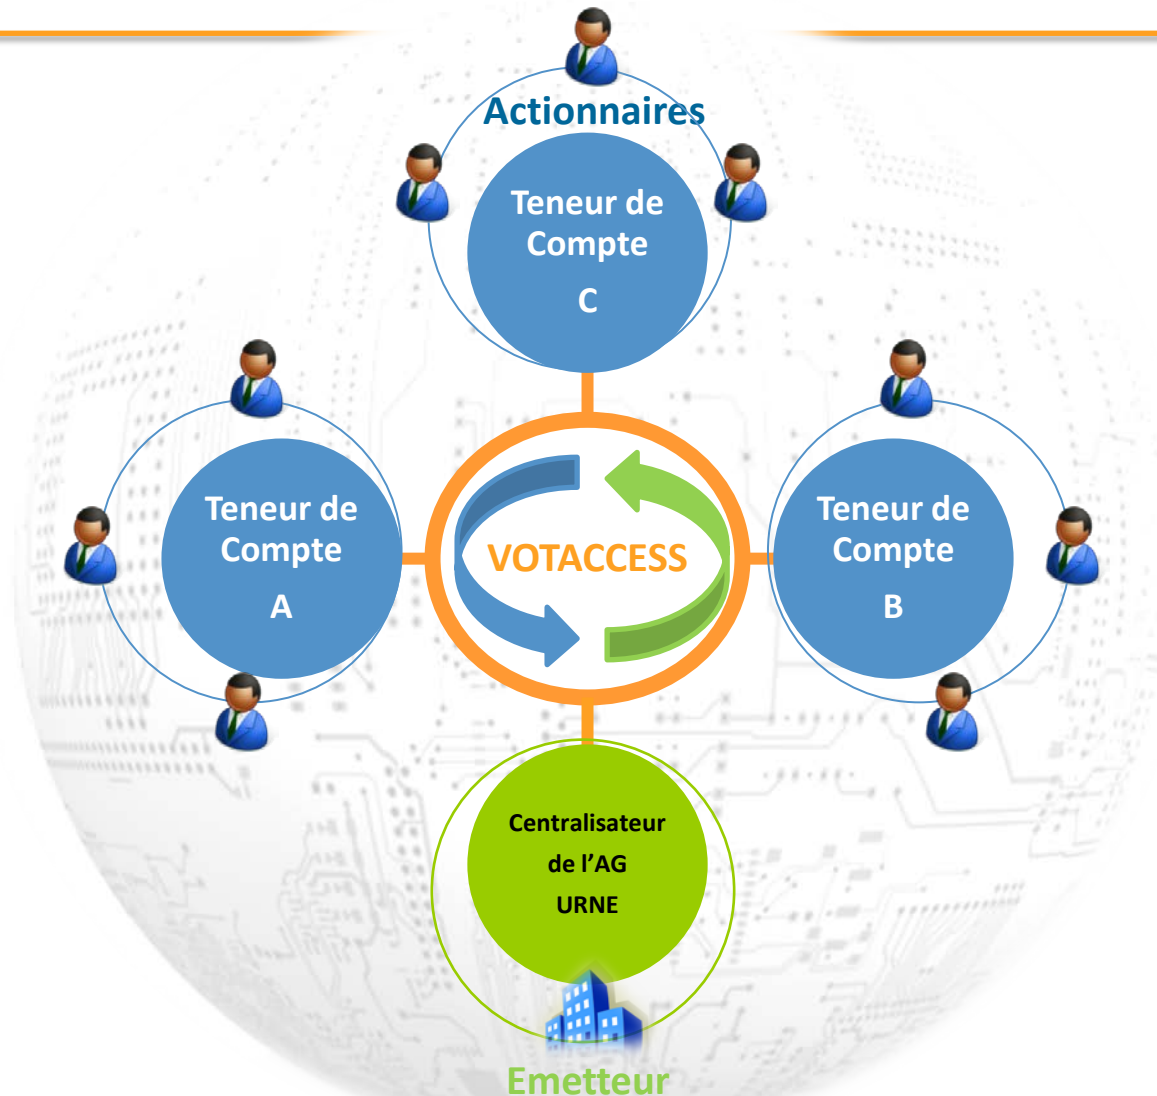 Actionnaires
Teneur de
Compte
C
Teneur de
Compte
A
VOTACCESS
Teneur de
Compte
B
Centralisateur
de l’AG
URNE
Emetteur